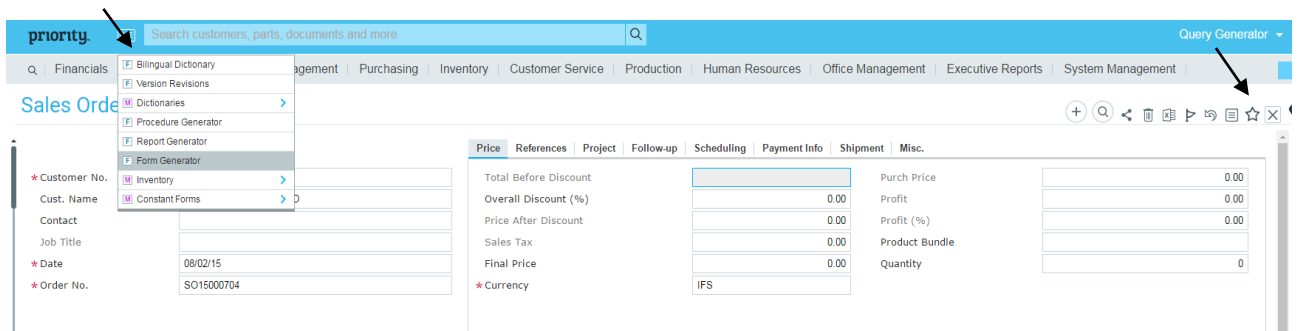 priority.
Search customers, parts, documents and more
Query Generator
Financials
agement
Purchasing
Inventory
Customer Service
Production
Human Resources
Office Management
Executive Reports
System Management
F Bilingual Dictionary
F Version Revisions
M Dictionaries
F Procedure Generator
F Report Generator
F Form Generator
M Inventory
M Constant Forms
Sales Orde
Price References Project Follow-up Scheduling Payment Info Shipment Misc.
* Customer No.
Cust. Name
Contact
Job Title
* Date 08/02/15
* Order No. SO15000704
Total Before Discount
Overall Discount (%) 0.00
Price After Discount 0.00
Sales Tax 0.00
Final Price 0.00
* Currency IFS
Purch Price 0.00
Profit 0.00
Profit (%) 0.00
Product Bundle
Quantity 0